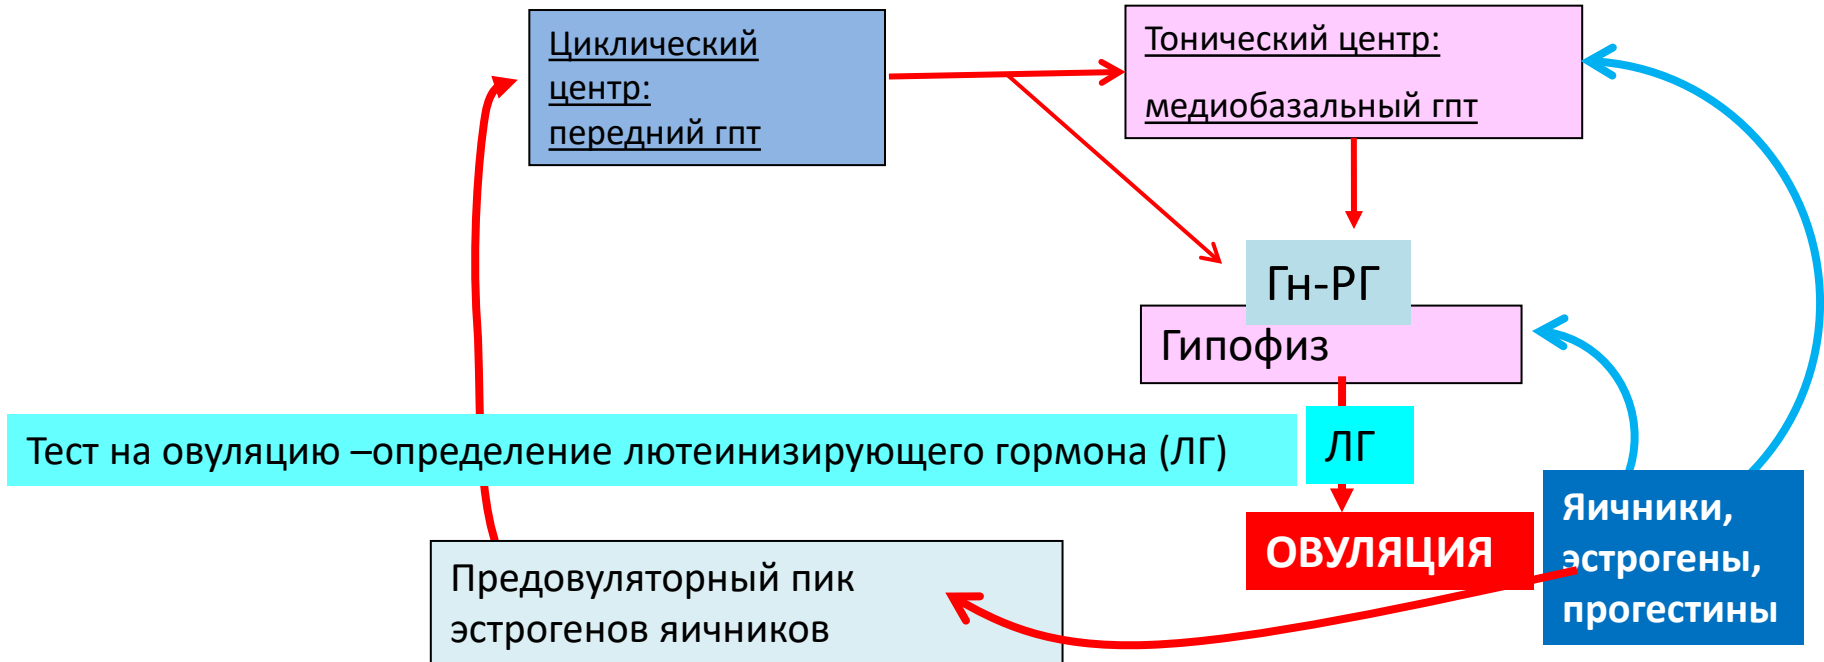 Циклический
центр:
передний гпт
Тонический центр:
медиобазальный гпт
Гн-РГ
Гипофиз
Тест на овуляцию –определение лютеинизирующего гормона (ЛГ)
ЛГ
ОВУЛЯЦИЯ
Яичники,
эстрогены,
прогестины
Предовуляторный пик
эстрогенов яичников